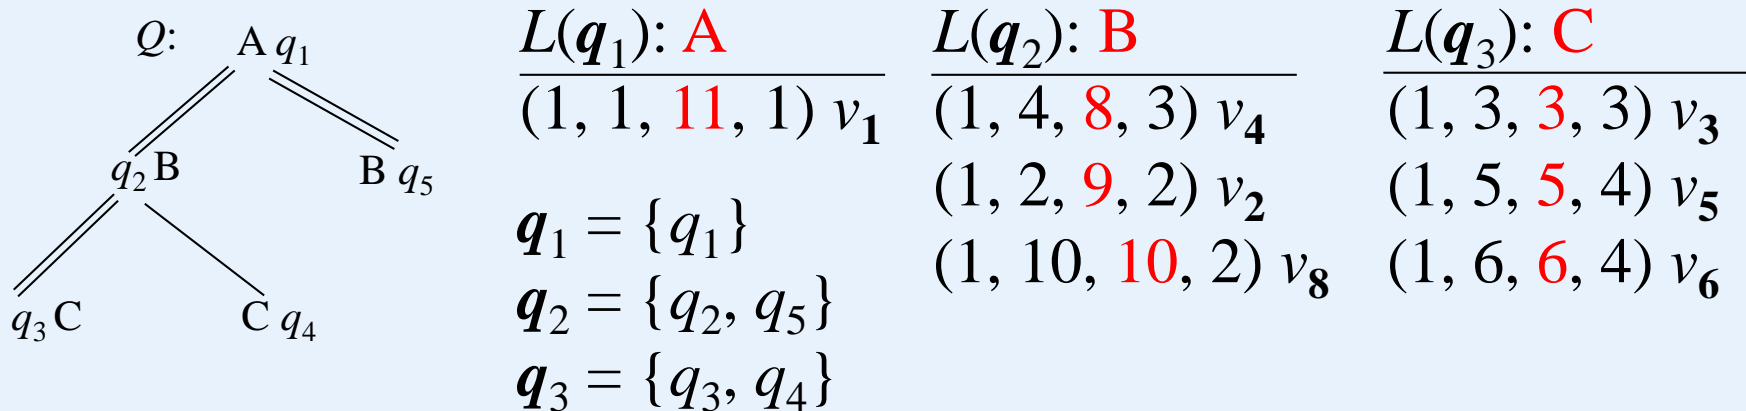 Q: A q1
q2 B B q5
q3 C C q4
L(q1): A
(1, 1, 11, 1) v1
q1 = {q1}
q2 = {q2, q5}
q3 = {q3, q4}
L(q2): B
(1, 4, 8, 3) v4
(1, 2, 9, 2) v2
(1, 10, 10, 2) v8
L(q3): C
(1, 3, 3, 3) v3
(1, 5, 5, 4) v5
(1, 6, 6, 4) v6